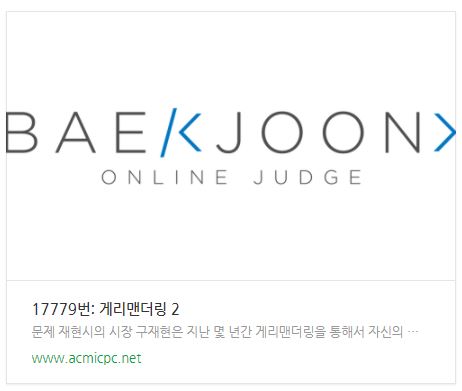 BAEKJOON>
ONLINE JUDGE
17779번: 게리맨더링 2
문제 재현시의 시장 구재현은 지난 몇 년간 게리맨더링을 통해서 자신의 …
www.acmicpc.net